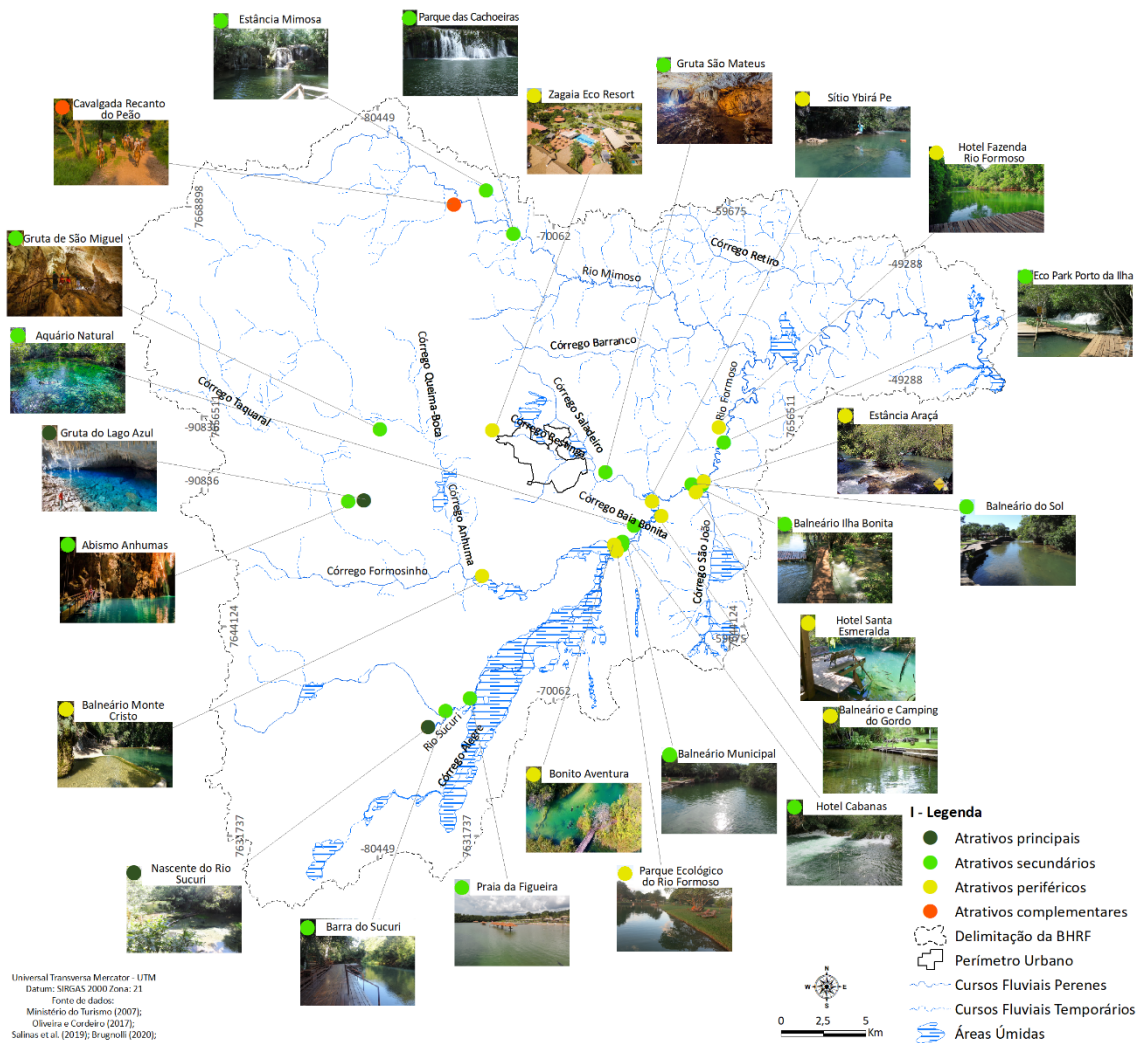 Estância Mimosa
Parque das Cachoeiras
Gruta São Mateus
Zagaia Eco Resort
Sítio Ybirá Pe
Cavalgada Recanto
do Peão
Hotel Fazenda
Rio Formoso
-80449
7668898
-59675
-70062
Córrego Retiro
Gruta de São Miguel
Rio Mimoso
-49288
Eco Park Porto da Ilha
Aquário Natural
Córrego Barranco
Córrego Queima-Boca
Rio Formoso
-49288
Córrego Taquaral
Córrego Saladeiro
7656511
7656511
Estância Araçá
Gruta do Lago Azul
-90836
Córrego Restinga
-90836
Córrego Anhuma
Córrego Baia Bonita
Balneário do Sol
Balneário Ilha Bonita
Córrego São João
Abismo Anhumas
Córrego Formosinho
7644124
7644124
Hotel Santa
Esmeralda
-59675
-70062
Balneário Monte
Cristo
Rio Sucuri
Córrego Alegre
Balneário e Camping
do Gordo
Balneário Municipal
Bonito Aventura
Hotel Cabanas
7631737
-80449
7631737
Nascente do Rio
Sucuri
Praia da Figueira
Parque Ecológico
do Rio Formoso
Barra do Sucuri
I - Legenda
Atrativos principais
Atrativos secundários
Atrativos periféricos
Atrativos complementares
Delimitação da BHRF
Perímetro Urbano
Cursos Fluviais Perenes
Cursos Fluviais Temporários
Áreas Úmidas
Universal Transversa Mercator - UTM
Datum: SIRGAS 2000 Zona: 21
Fonte de dados:
Ministério do Turismo (2007);
Oliveira e Cordeiro (2017);
Salinas et al. (2019); Brugnolli (2020);
N
W E
S
0 2,5 5
Km